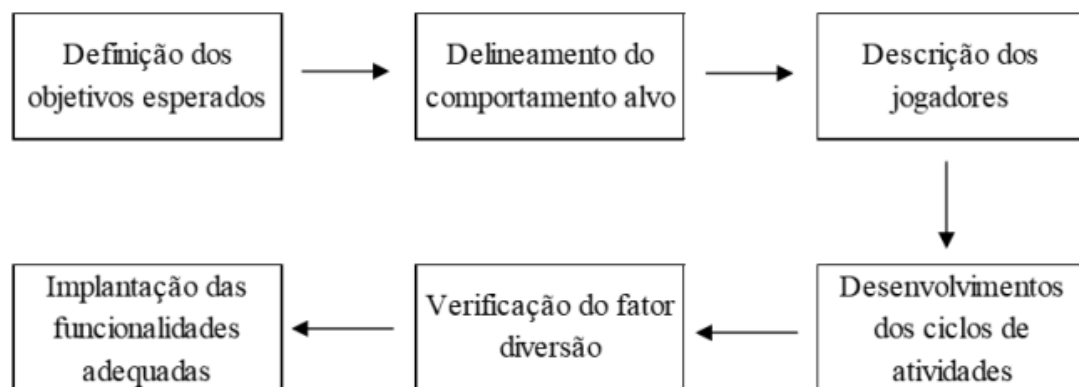 Definição dos
objetivos esperados
Delineamento do
comportamento alvo
Descrição dos
jogadores
Desenvolvimentos
dos ciclos de
atividades
Verificação do fator
diversão
Implantação das
funcionalidades
adequadas